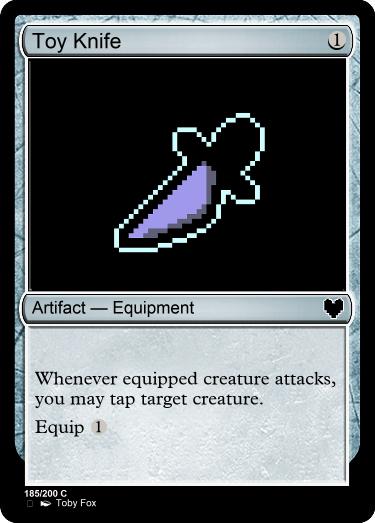 Toy Knife 1
Artifact — Equipment
Whenever equipped creature attacks,
you may tap target creature.
Equip 1
185/200 C
Toby Fox